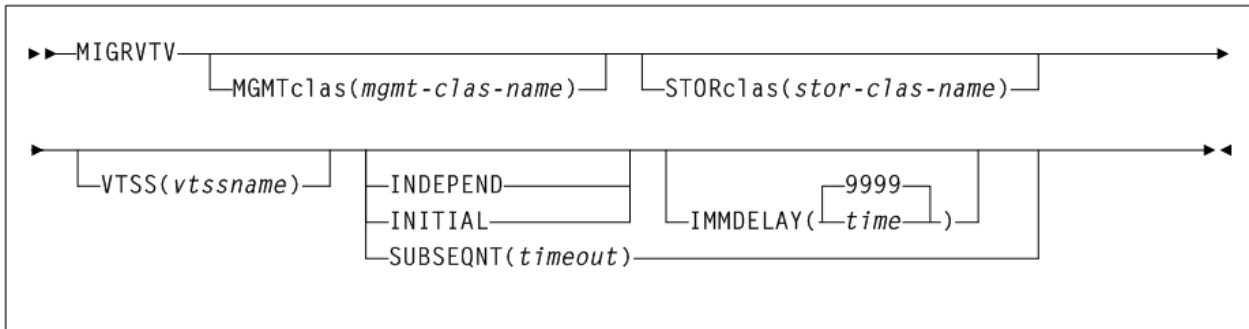 MIGRVTV
MGMTclas(mgmt-clas-name)
STORclas(stor-clas-name)
VTSS(vtssname)
INDEPEND
INITIAL
SUBSEQNT(timeout)
9999
IMMDELAY(time)